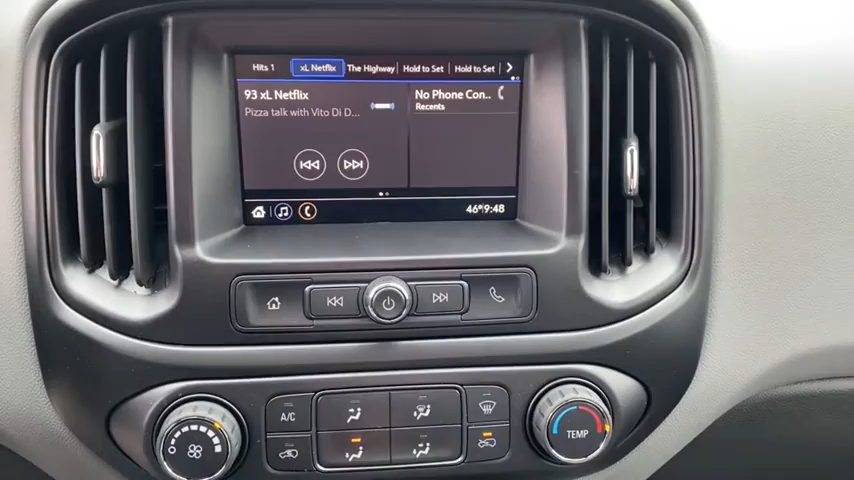 Hits 1 xL Netflix The Highway Hold to Set Hold to Set
93 xL Netflix
Pizza talk with Vito Di D...
No Phone Con..
Recents
46° 9:48
A/C
TEMP